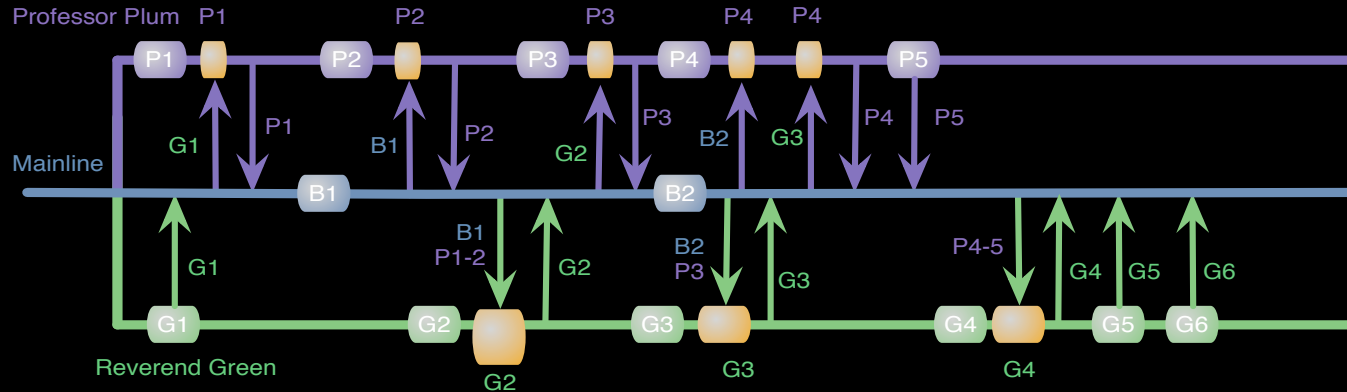 Professor Plum
P1
P2
P3
P4
P4
P1
P2
P3
P4
P5
G1
P1
B1
P2
G2
P3
B2
G3
P4
P5
Mainline
B1
B2
G1
B1
P1-2
G2
B2
P3
G3
P4-5
G4
G5
G6
G1
G2
G3
G4
G5
G6
Reverend Green
G2
G3
G4